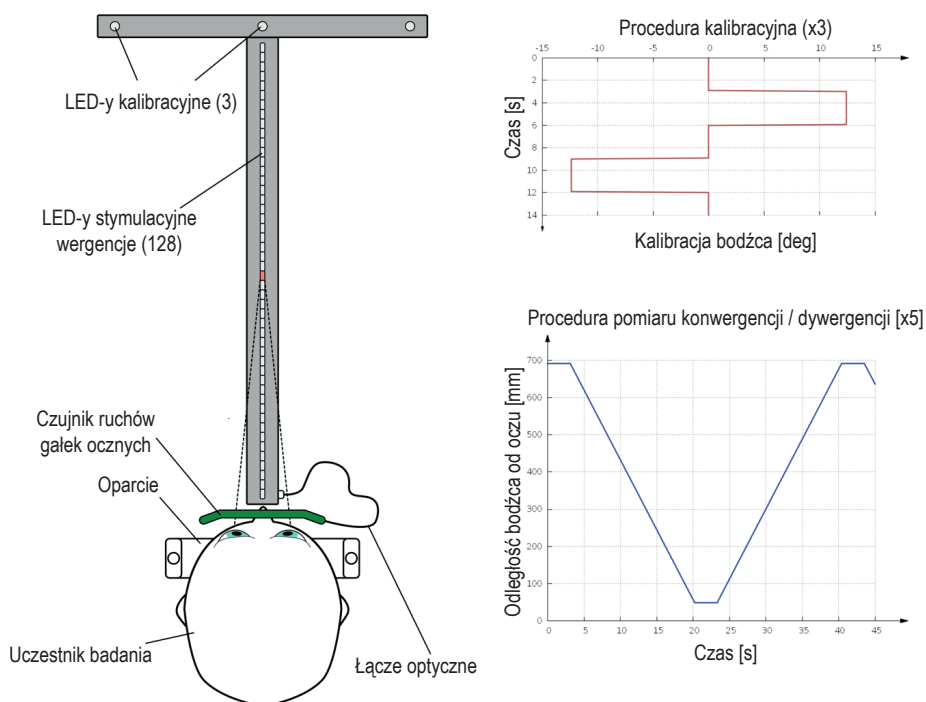 LED-y kalibracyjne (3)
LED-y stymulacyjne
wergencje (128)
Czujnik ruchów
gałek ocznych
Oparcie
Uczestnik badania
Łącze optyczne
Procedura kalibracyjna (x3)
-15 -10 -5 0 5 10 15
0
2
4
6
8
10
12
14
Czas [s]
Kalibracja bodźca [deg]
Procedura pomiaru konwergencji / dywergencji [x5]
700
600
500
400
300
200
100
0
Odległość bodźca od oczu [mm]
0 5 10 15 20 25 30 35 40 45
Czas [s]